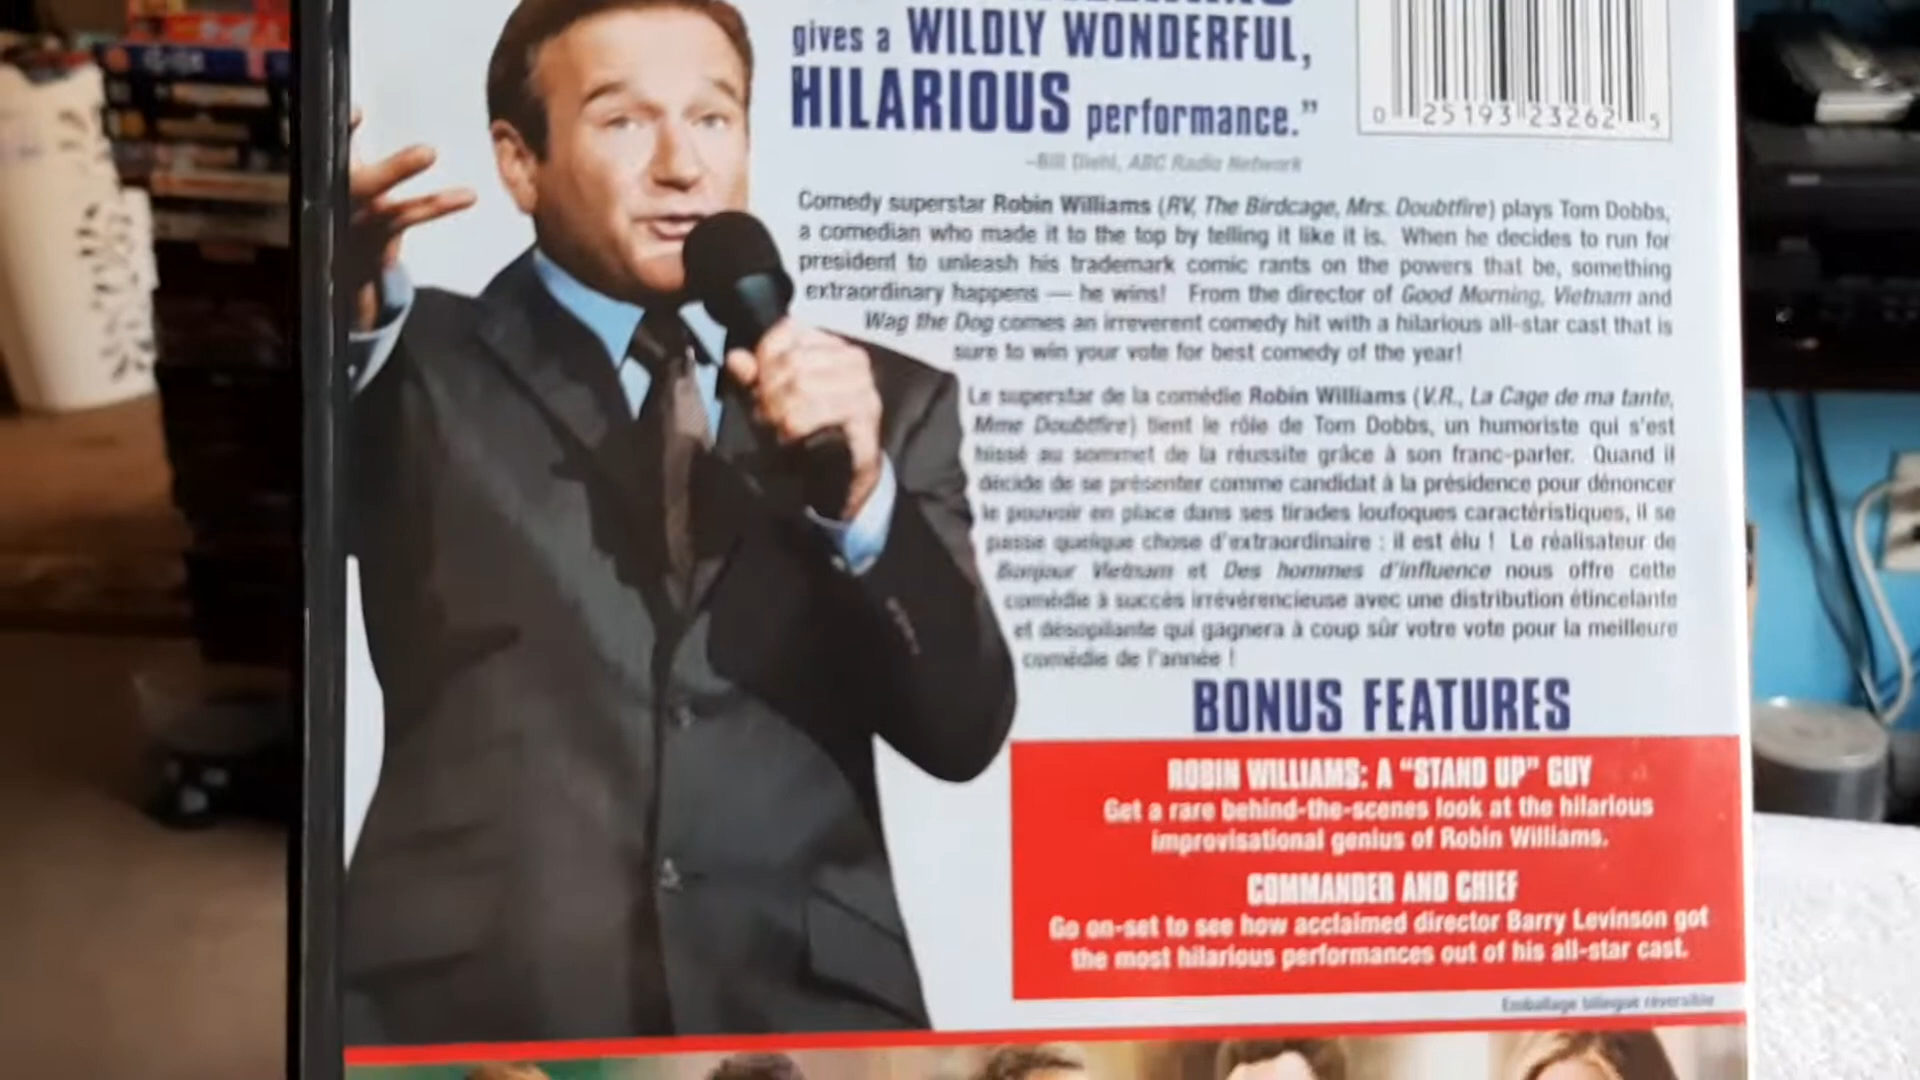 gives a WILDLY WONDERFUL,
HILARIOUS performance.”
–Bill Diehl, ABC Radio Network
0 25193 23262 5
Comedy superstar Robin Williams (RV, The Birdcage, Mrs. Doubtfire) plays Tom Dobbs,
a comedian who made it to the top by telling it like it is. When he decides to run for
president to unleash his trademark comic rants on the powers that be, something
extraordinary happens — he wins! From the director of Good Morning, Vietnam and
Wag the Dog comes an irreverent comedy hit with a hilarious all-star cast that is
sure to win your vote for best comedy of the year!
Le superstar de la comédie Robin Williams (V.R., La Cage de ma tante,
Mme Doubtfire) tient le rôle de Tom Dobbs, un humoriste qui s'est
hissé au sommet de la réussite grâce à son franc-parler. Quand il
décide de se présenter comme candidat à la présidence pour dénoncer
le pouvoir en place dans ses tirades loufoques caractéristiques, il se
passe quelque chose d'extraordinaire : il est élu ! Le réalisateur de
Bonjour Vietnam et Des hommes d'influence nous offre cette
comédie à succès irrévérencieuse avec une distribution étincelante
et désopilante qui gagnera à coup sûr votre vote pour la meilleure
comédie de l'année !
BONUS FEATURES
ROBIN WILLIAMS: A “STAND UP” GUY
Get a rare behind-the-scenes look at the hilarious
improvisational genius of Robin Williams.
COMMANDER AND CHIEF
Go on-set to see how acclaimed director Barry Levinson got
the most hilarious performances out of his all-star cast.
Emballage bilingue réversible